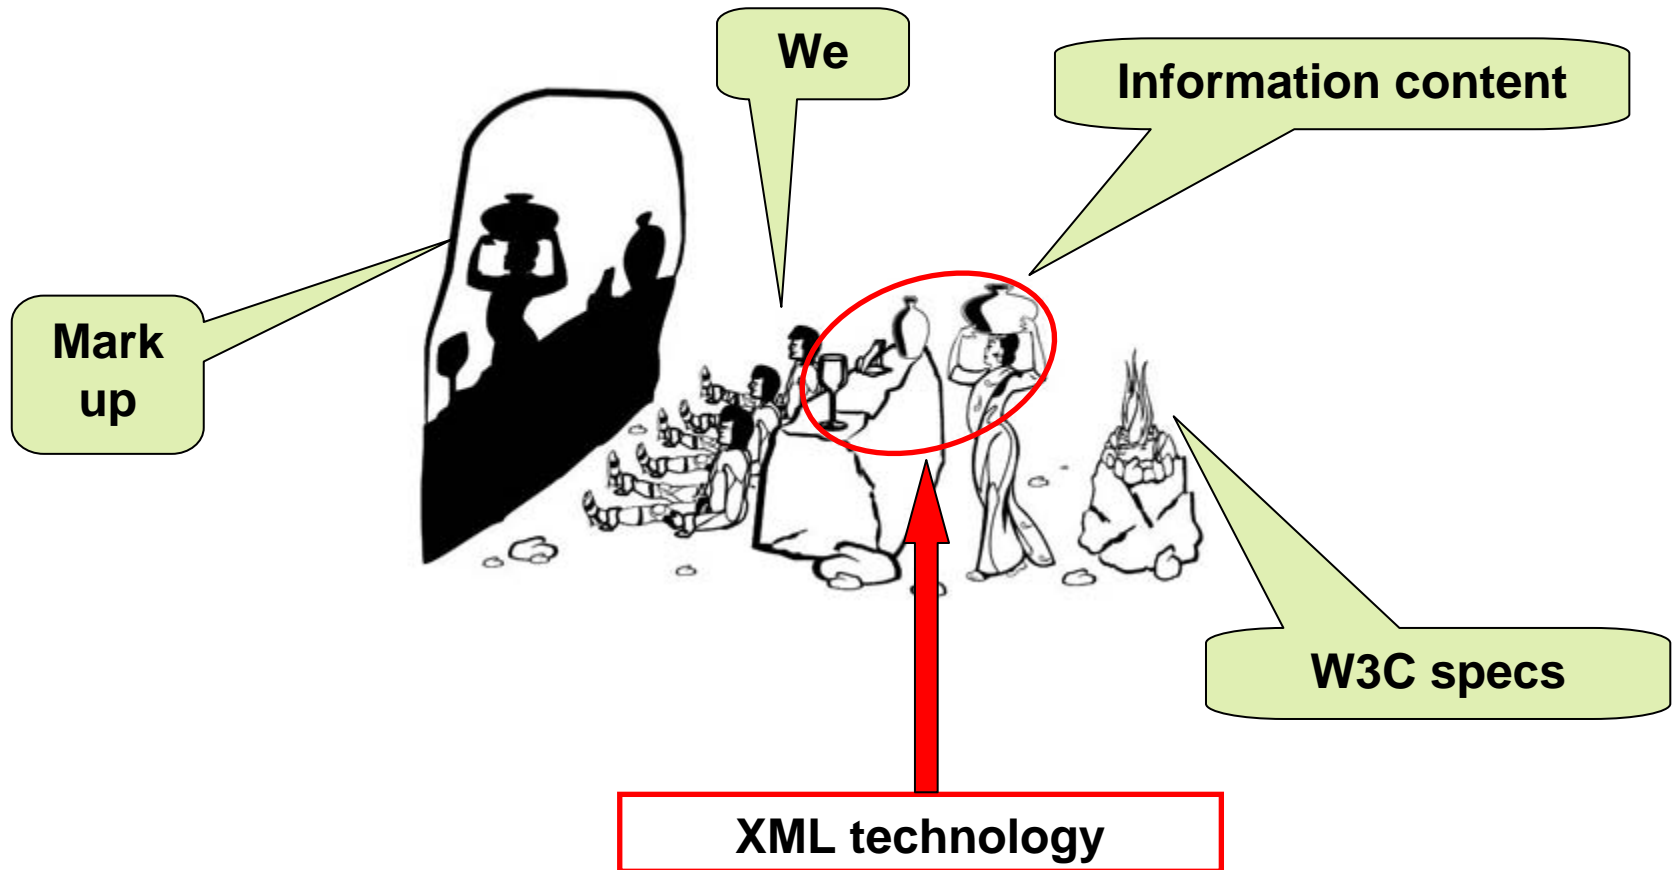 We
Information content
Mark
up
W3C specs
XML technology